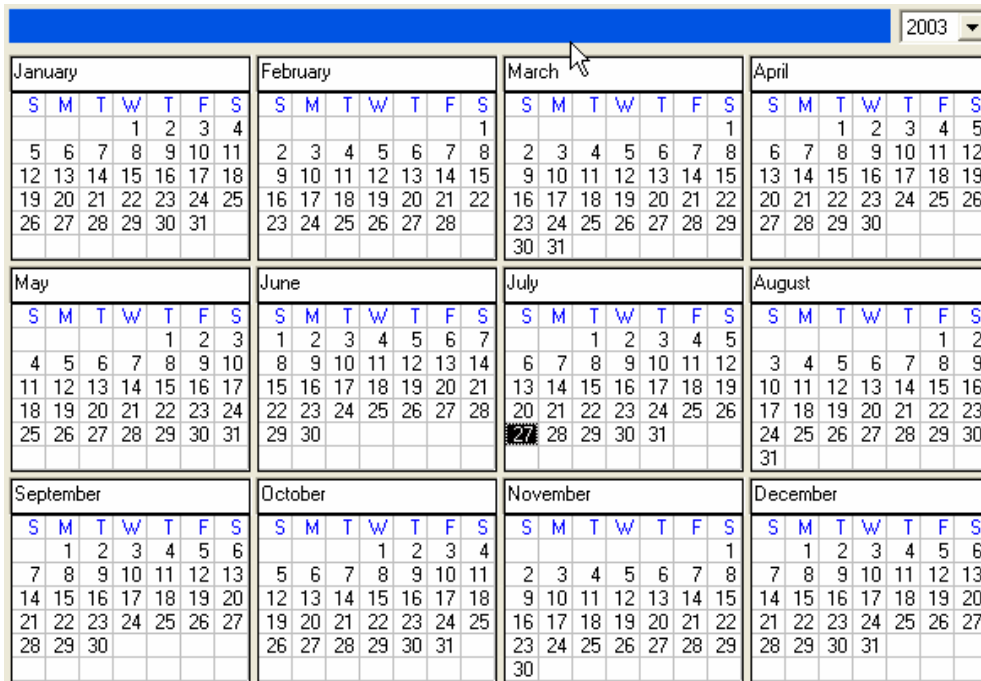 2003
January February March April
S M T W T F S S M T W T F S S M T W T F S S M T W T F S
1 2 3 4 1 1 1 2 3 4 5
5 6 7 8 9 10 11 2 3 4 5 6 7 8 2 3 4 5 6 7 8 6 7 8 9 10 11 12
12 13 14 15 16 17 18 9 10 11 12 13 14 15 9 10 11 12 13 14 15 13 14 15 16 17 18 19
19 20 21 22 23 24 25 16 17 18 19 20 21 22 16 17 18 19 20 21 22 20 21 22 23 24 25 26
26 27 28 29 30 31 23 24 25 26 27 28 23 24 25 26 27 28 29 27 28 29 30
30 31
May June July August
S M T W T F S S M T W T F S S M T W T F S S M T W T F S
1 2 3 1 2 3 4 5 6 7 1 2 3 4 5 1 2
4 5 6 7 8 9 10 8 9 10 11 12 13 14 6 7 8 9 10 11 12 3 4 5 6 7 8 9
11 12 13 14 15 16 17 15 16 17 18 19 20 21 13 14 15 16 17 18 19 10 11 12 13 14 15 16
18 19 20 21 22 23 24 22 23 24 25 26 27 28 20 21 22 23 24 25 26 17 18 19 20 21 22 23
25 26 27 28 29 30 31 29 30 27 28 29 30 31 24 25 26 27 28 29 30
31
September October November December
S M T W T F S S M T W T F S S M T W T F S S M T W T F S
1 2 3 4 5 6 1 2 3 4 1 1 2 3 4 5 6
7 8 9 10 11 12 13 5 6 7 8 9 10 11 2 3 4 5 6 7 8 7 8 9 10 11 12 13
14 15 16 17 18 19 20 12 13 14 15 16 17 18 9 10 11 12 13 14 15 14 15 16 17 18 19 20
21 22 23 24 25 26 27 19 20 21 22 23 24 25 16 17 18 19 20 21 22 21 22 23 24 25 26 27
28 29 30 26 27 28 29 30 31 23 24 25 26 27 28 29 28 29 30 31
30